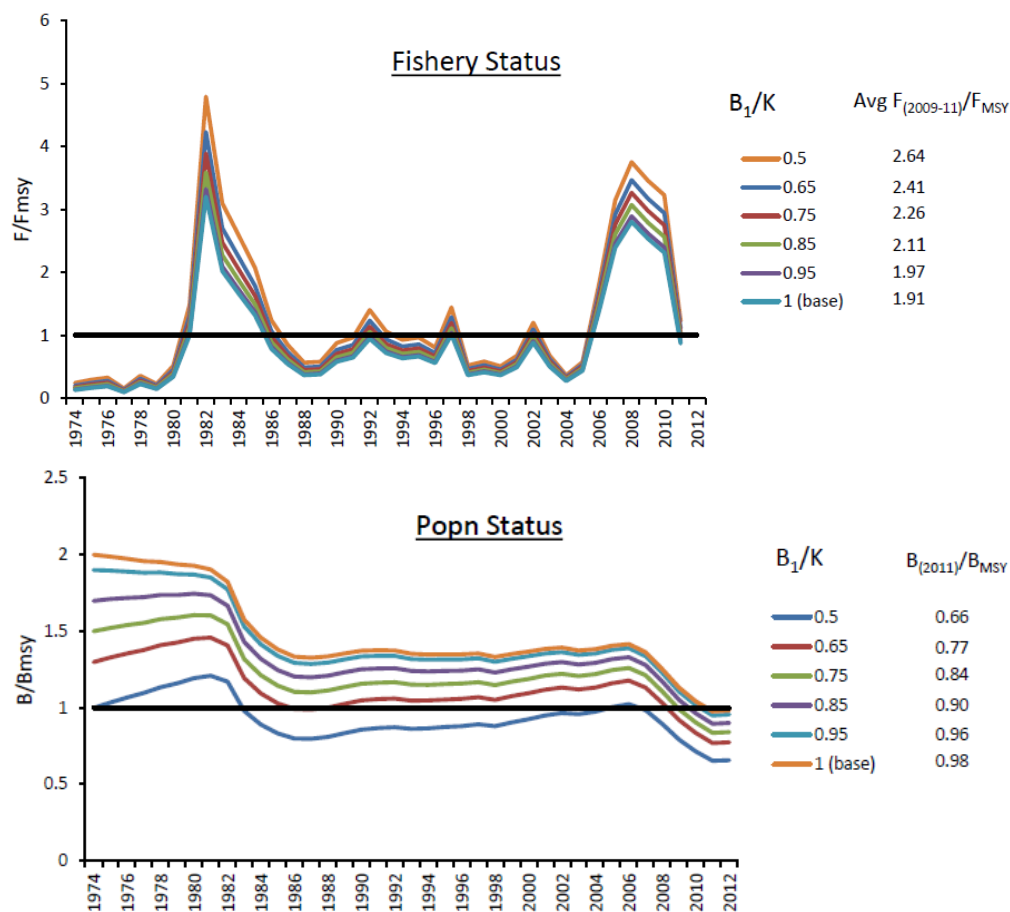 Fishery Status
F/Fmsy
6
5
4
3
2
1
0
1974 1976 1978 1980 1982 1984 1986 1988 1990 1992 1994 1996 1998 2000 2002 2004 2006 2008 2010 2012
B1/K Avg F(2009-11)/FMSY
0.5 2.64
0.65 2.41
0.75 2.26
0.85 2.11
0.95 1.97
1 (base) 1.91
Popn Status
B/Bmsy
2.5
2
1.5
1
0.5
0
1974 1976 1978 1980 1982 1984 1986 1988 1990 1992 1994 1996 1998 2000 2002 2004 2006 2008 2010 2012
B1/K B(2011)/BMSY
0.5 0.66
0.65 0.77
0.75 0.84
0.85 0.90
0.95 0.96
1 (base) 0.98